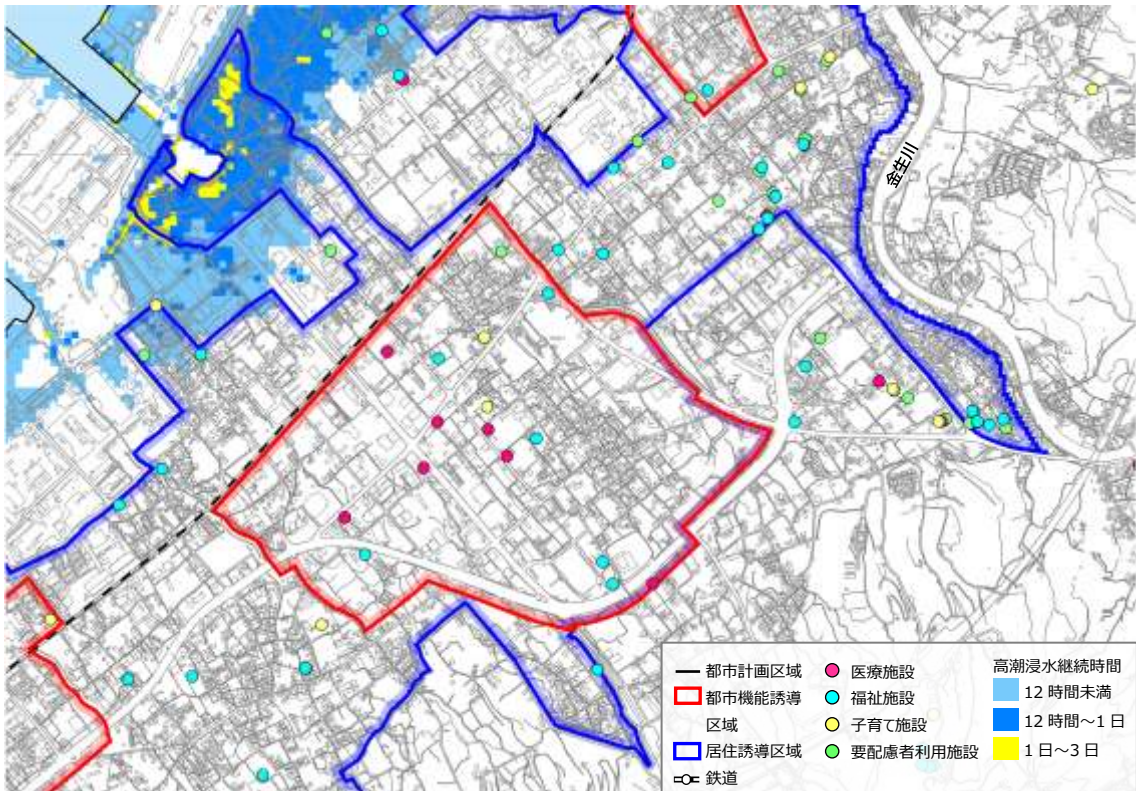 金生川
都市計画区域
都市機能誘導
区域
居住誘導区域
鉄道
医療施設
福祉施設
子育て施設
要配慮者利用施設
高潮浸水継続時間
12 時間未満
12 時間～1 日
1 日～3 日